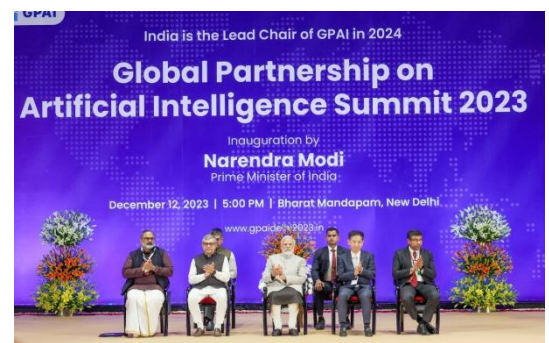 GPAI
India is the Lead Chair of GPAI in 2024
Global Partnership on
Artificial Intelligence Summit 2023
Inauguration by
Narendra Modi
Prime Minister of India
December 12, 2023 | 5:00 PM | Bharat Mandapam, New Delhi
www.gpaidelhi2023.in